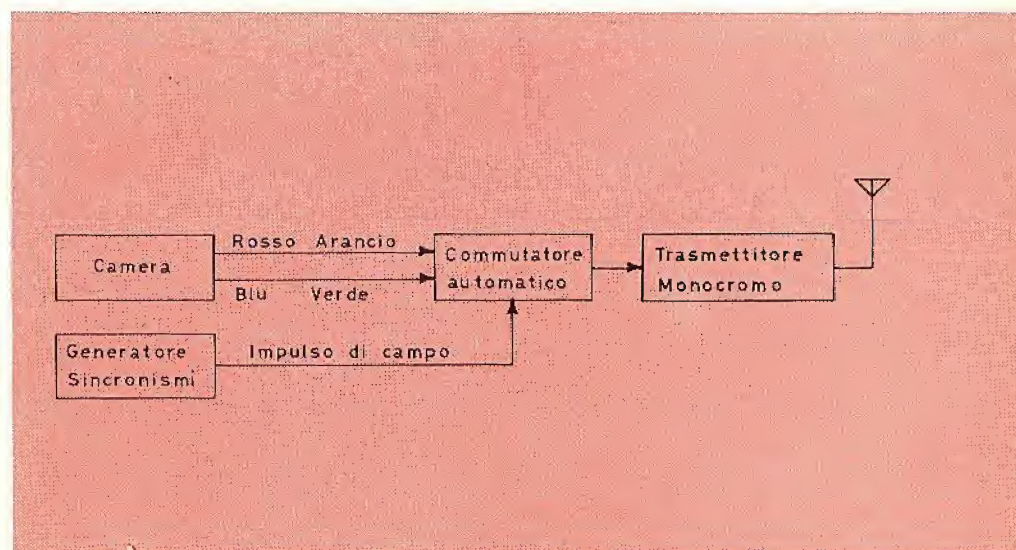 Camera
Rosso Arancio
Blu Verde
Commutatore
automatico
Trasmettitore
Monocromo
Generatore
Sincronismi
Impulso di campo